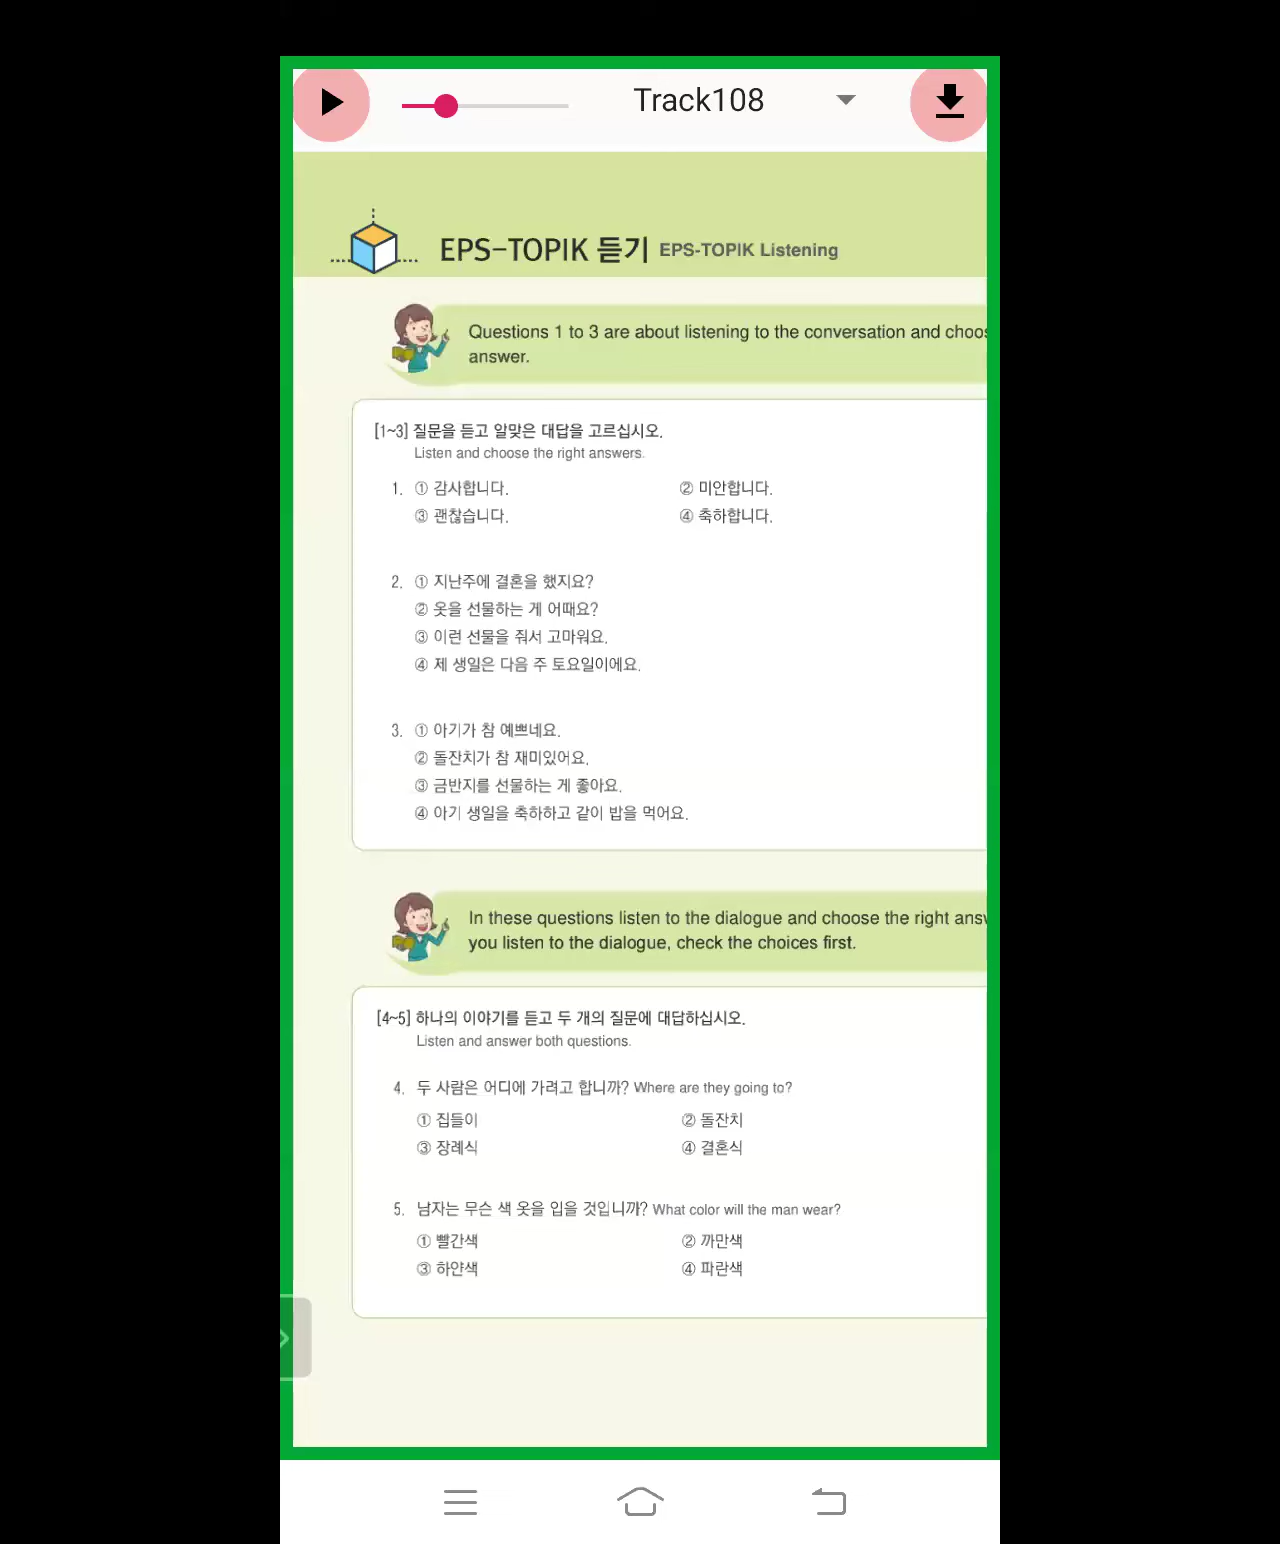 Track108
EPS-TOPIK 듣기 EPS-TOPIK Listening
Questions 1 to 3 are about listening to the conversation and
answer.
[1~3] 질문을 듣고 알맞은 대답을 고르십시오.
Listen and choose the right answers.
1. ① 감사합니다. ② 미안합니다.
③ 괜찮습니다. ④ 축하합니다.
2. ① 지난주에 결혼을 했지요?
② 옷을 선물하는 게 어때요?
③ 이런 선물을 줘서 고마워요.
④ 제 생일은 다음 주 토요일이에요.
3. ① 아기가 참 예쁘네요.
② 돌잔치가 참 재미있어요.
③ 금반지를 선물하는 게 좋아요.
④ 아기 생일을 축하하고 같이 밥을 먹어요.
In these questions listen to the dialogue and choose the right
you listen to the dialogue, check the choices first.
[4~5] 하나의 이야기를 듣고 두 개의 질문에 대답하십시오.
Listen and answer both questions.
4. 두 사람은 어디에 가려고 합니까? Where are they going to?
① 집들이 ② 돌잔치
③ 장례식 ④ 결혼식
5. 남자는 무슨 색 옷을 입을 것입니까? What color will the man wear?
① 빨간색 ② 까만색
③ 하얀색 ④ 파란색